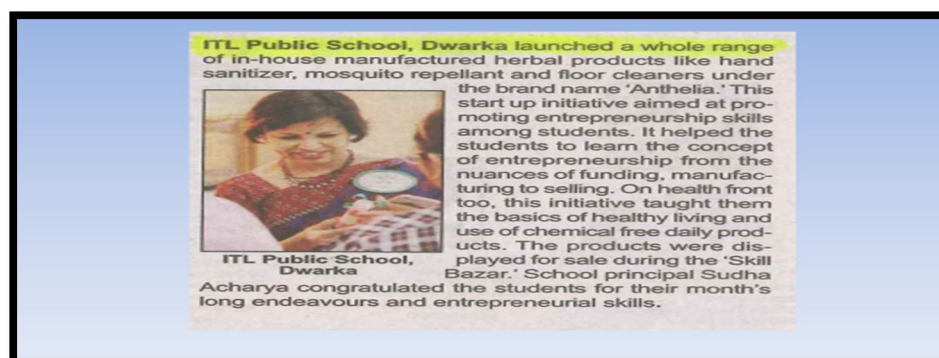 ITL Public School, Dwarka launched a whole range
of in-house manufactured herbal products like hand
sanitizer, mosquito repellant and floor cleaners under
the brand name 'Anthelia.' This
start up initiative aimed at pro-
moting entrepreneurship skills
among students. It helped the
students to learn the concept
of entrepreneurship from the
nuances of funding, manufac-
turing to selling. On health front
too, this initiative taught them
the basics of healthy living and
use of chemical free daily prod-
ucts. The products were dis-
played for sale during the 'Skill
Bazar.' School principal Sudha
Acharya congratulated the students for their month's
long endeavours and entrepreneurial skills.
ITL Public School,
Dwarka